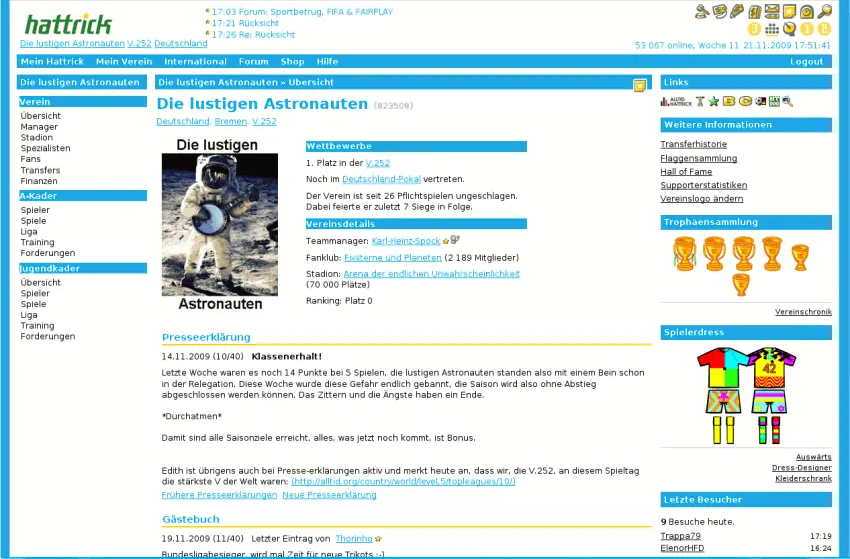 hattrick
17:03 Forum: Sportbetrug, FIFA & FAIRPLAY
17:21 Rücksicht
17:26 Re: Rücksicht
Die lustigen Astronauten V.252 Deutschland
53 067 online, Woche 11 21.11.2009 17:51:41
Mein Hattrick Mein Verein International Forum Shop Hilfe Logout
Die lustigen Astronauten
Verein
Übersicht
Manager
Stadion
Spezialisten
Fans
Transfers
Finanzen
A-Kader
Spieler
Spiele
Liga
Training
Forderungen
Jugendkader
Übersicht
Spieler
Spiele
Liga
Training
Forderungen
Die lustigen Astronauten » Übersicht
Die lustigen Astronauten (823509)
Deutschland, Bremen, V.252
Die lustigen
Astronauten
Wettbewerbe
1. Platz in der V.252
Noch im Deutschland-Pokal vertreten.
Der Verein ist seit 26 Pflichtspielen ungeschlagen.
Dabei feierte er zuletzt 7 Siege in Folge.
Vereinsdetails
Teammanager: Karl-Heinz-Spock
Fanklub: Fixsterne und Planeten (2 189 Mitglieder)
Stadion: Arena der endlichen Unwahrscheinlichkeit
(70 000 Plätze)
Ranking: Platz 0
Presseerklärung
14.11.2009 (10/40) Klassenerhalt!
Letzte Woche waren es noch 14 Punkte bei 5 Spielen, die lustigen Astronauten standen also mit einem Bein schon
in der Relegation. Diese Woche wurde diese Gefahr endlich gebannt, die Saison wird also ohne Abstieg
abgeschlossen werden können. Das Zittern und die Ängste haben ein Ende.
*Durchatmen*
Damit sind alle Saisonziele erreicht, alles, was jetzt noch kommt, ist Bonus.
Edith ist übrigens auch bei Presse-erklärungen aktiv und merkt heute an, dass wir, die V.252, an diesem Spieltag
die stärkste V der Welt waren: (http://alltid.org/country/world/level,5/topleagues/10/)
Frühere Presseerklärungen Neue Presseerklärung
Gästebuch
19.11.2009 (11/40) Letzter Eintrag von Thorinho
Bundesligabesieger, wird mal Zeit für neue Trikots :-)
Links
ALLTID
HATTRICK
Weitere Informationen
Transferhistorie
Flaggensammlung
Hall of Fame
Supporterstatistiken
Vereinslogo ändern
Trophäensammlung
Vereinschronik
Spielerdress
42
Auswärts
Dress-Designer
Kleiderschrank
Letzte Besucher
9 Besuche heute.
Trappa79 17:19
ElenorHFD 16:24